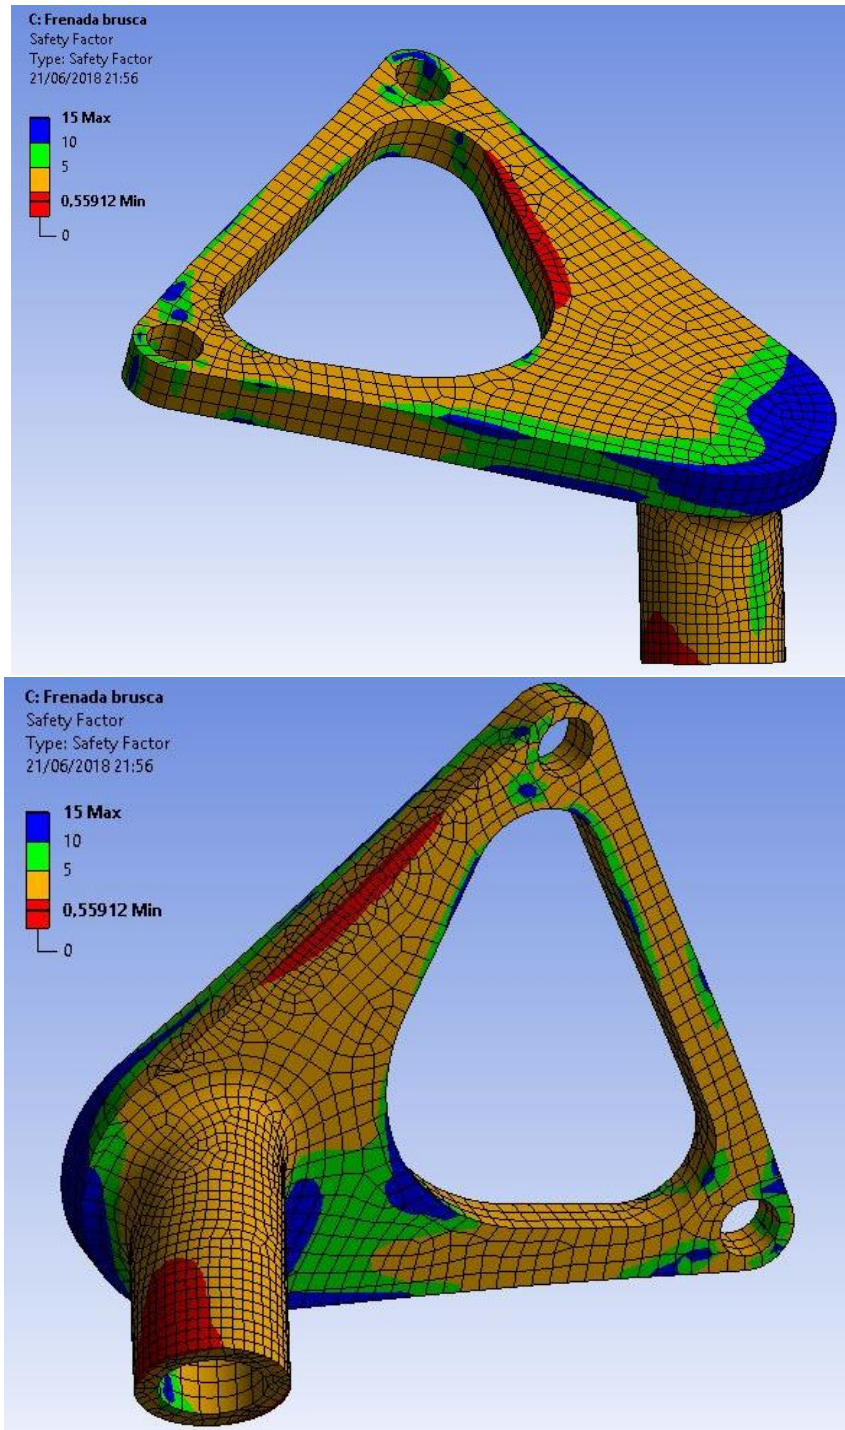 C: Frenada brusca
Safety Factor
Type: Safety Factor
21/06/2018 21:56
15 Max
10
5
0,55912 Min
0
C: Frenada brusca
Safety Factor
Type: Safety Factor
21/06/2018 21:56
15 Max
10
5
0,55912 Min
0